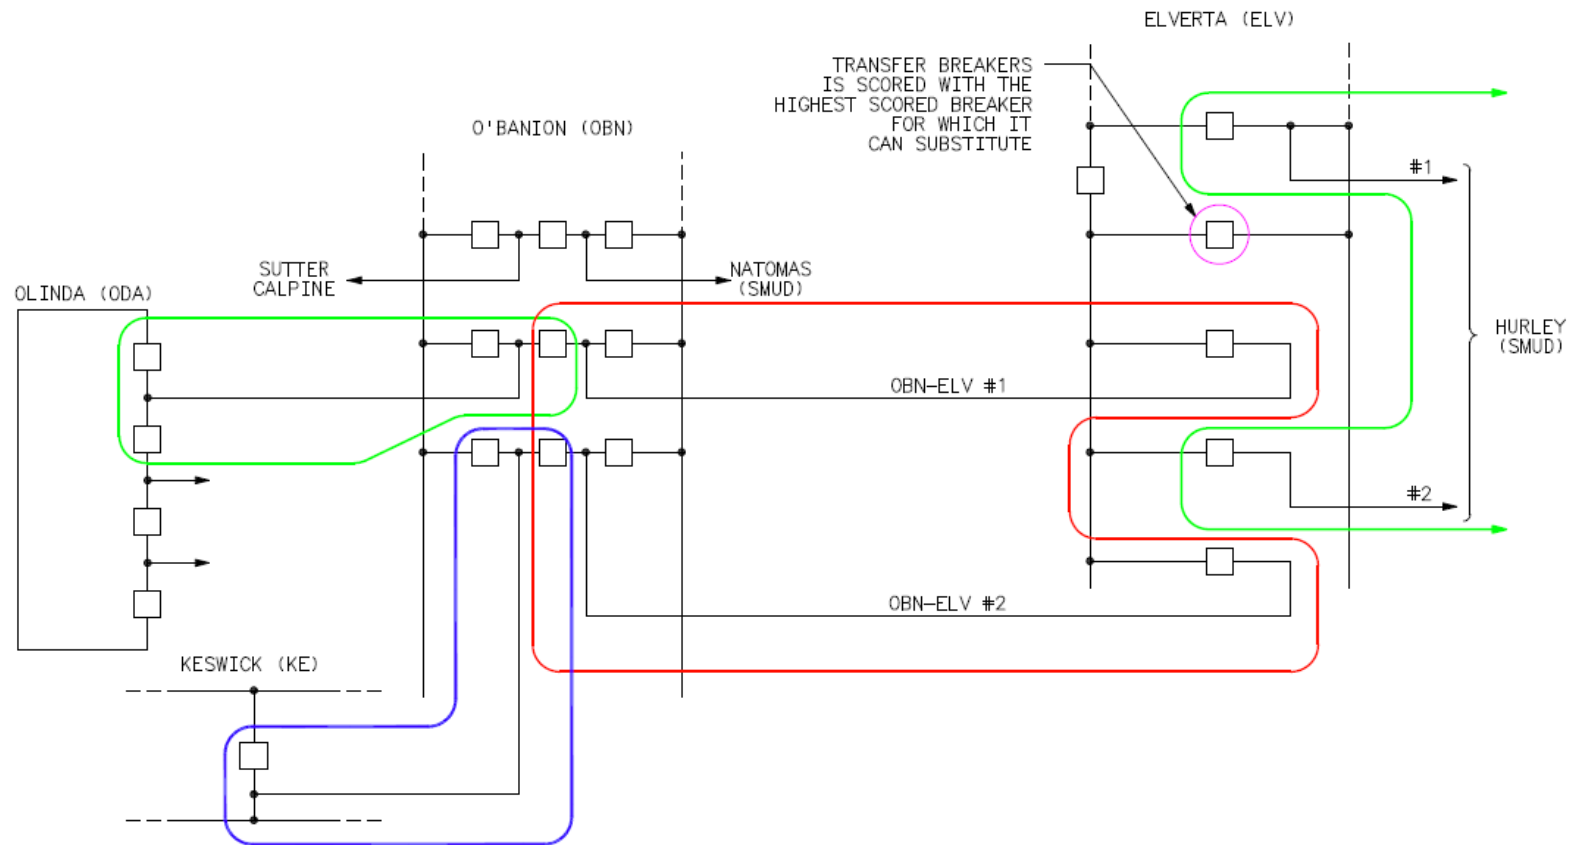 ELVERTA (ELV)
TRANSFER BREAKERS
IS SCORED WITH THE
HIGHEST SCORED BREAKER
FOR WHICH IT
CAN SUBSTITUTE
O'BANION (OBN)
#1
SUTTER
CALPINE
NATOMAS
(SMUD)
OLINDA (ODA)
HURLEY
(SMUD)
OBN-ELV #1
#2
OBN-ELV #2
KESWICK (KE)